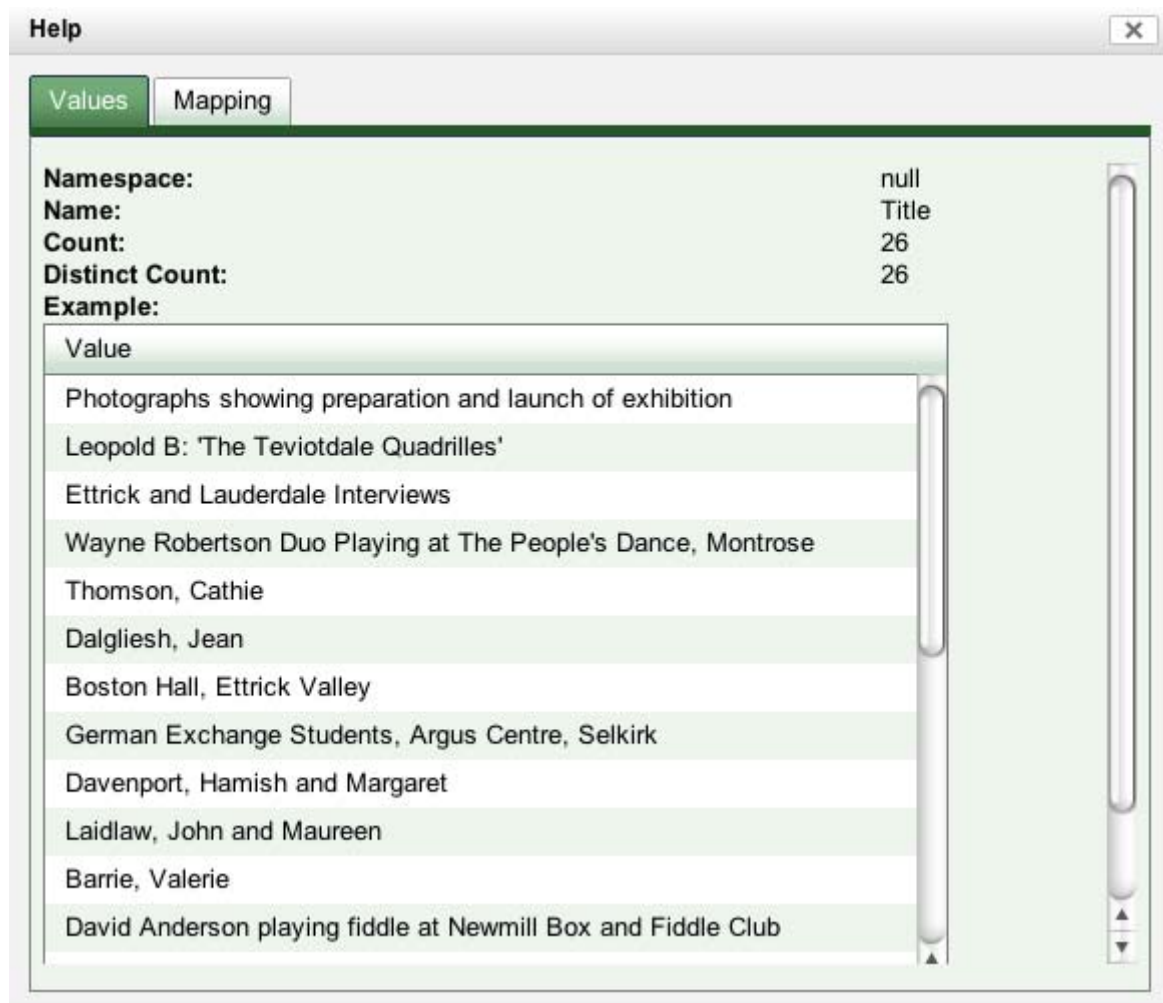 Help
Values Mapping
Namespace: null
Name: Title
Count: 26
Distinct Count: 26
Example:
Value
Photographs showing preparation and launch of exhibition
Leopold B: 'The Teviotdale Quadrilles'
Ettrick and Lauderdale Interviews
Wayne Robertson Duo Playing at The People's Dance, Montrose
Thomson, Cathie
Dalgliesh, Jean
Boston Hall, Ettrick Valley
German Exchange Students, Argus Centre, Selkirk
Davenport, Hamish and Margaret
Laidlaw, John and Maureen
Barrie, Valerie
David Anderson playing fiddle at Newmill Box and Fiddle Club